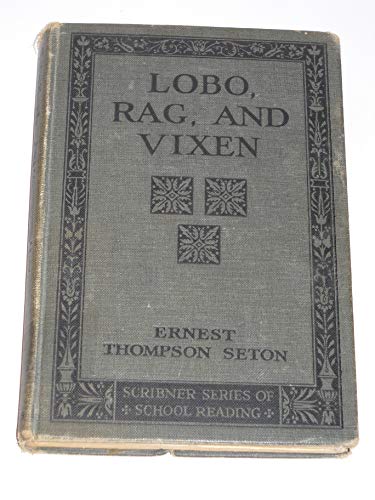 LOBO,
RAG, AND
VIXEN
ERNEST
THOMPSON SETON
SCRIBNER SERIES OF
SCHOOL READING